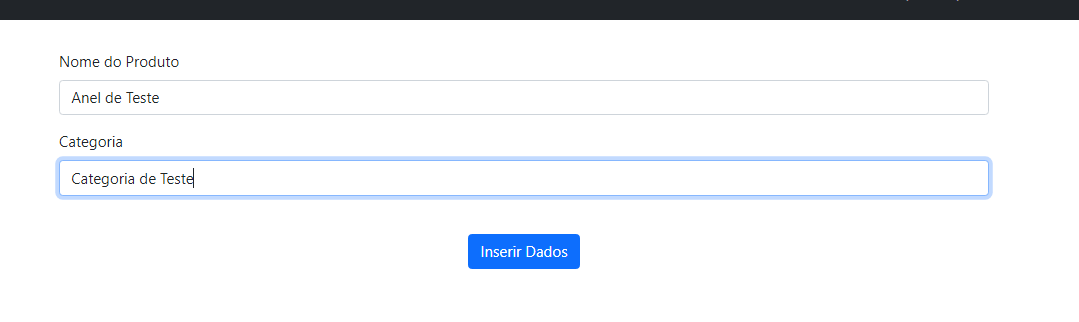 Nome do Produto
Anel de Teste
Categoria
Categoria de Teste
Inserir Dados